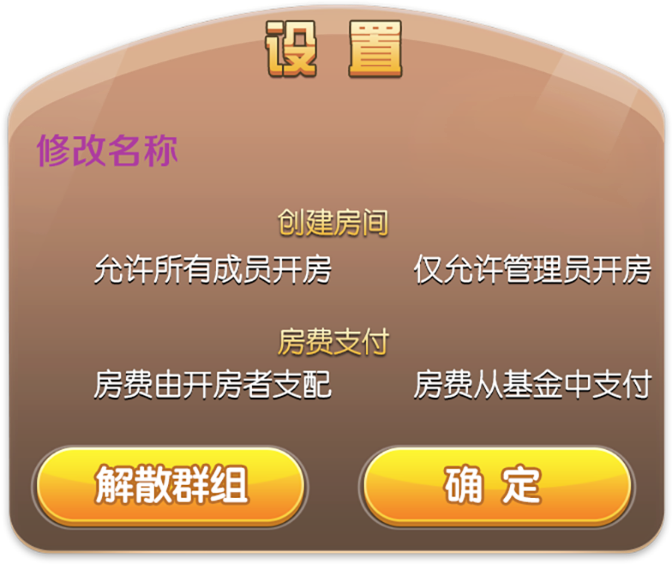 设 置
修改名称
创建房间
允许所有成员开房 仅允许管理员开房
房费支付
房费由开房者支配 房费从基金中支付
解散群组 确 定